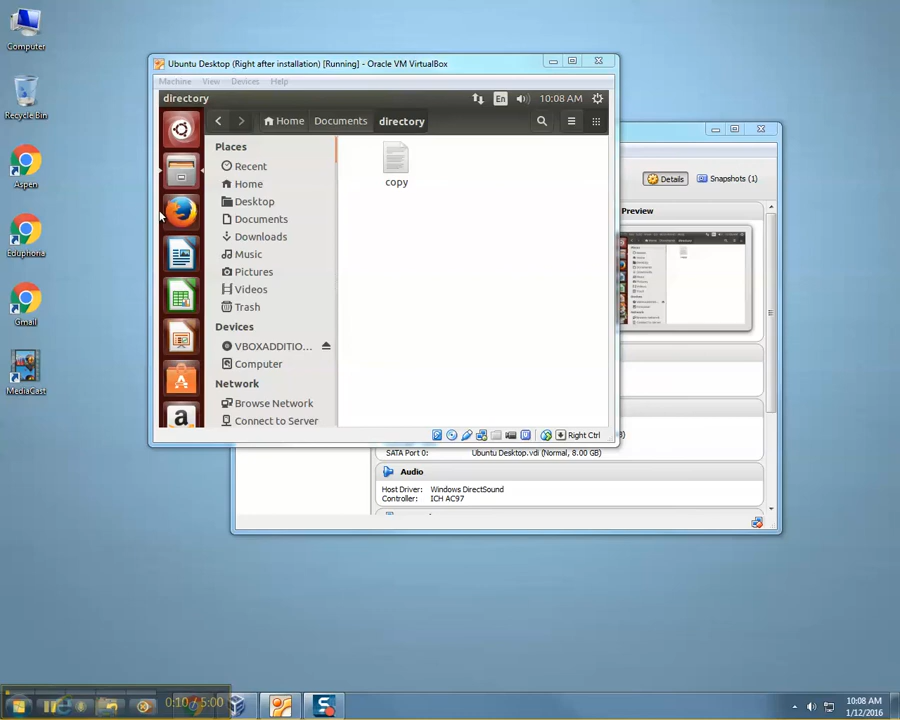 Computer
Recycle Bin
Aspen
Eduphoria
Gmail
MediaCast
Ubuntu Desktop (Right after installation) [Running] - Oracle VM VirtualBox
Machine View Devices Help
directory En 10:08 AM
Home Documents directory
Places
Recent
Home
Desktop
Documents
Downloads
Music
Pictures
Videos
Trash
Devices
VBOXADDITIO...
Computer
Network
Browse Network
Connect to Server
copy
Right Ctrl
Details Snapshots (1)
Preview
SATA Port 0: Ubuntu Desktop.vdi (Normal, 8.00 GB)
Audio
Host Driver: Windows DirectSound
Controller: ICH AC97
0:10 / 5:00
10:08 AM
1/12/2016